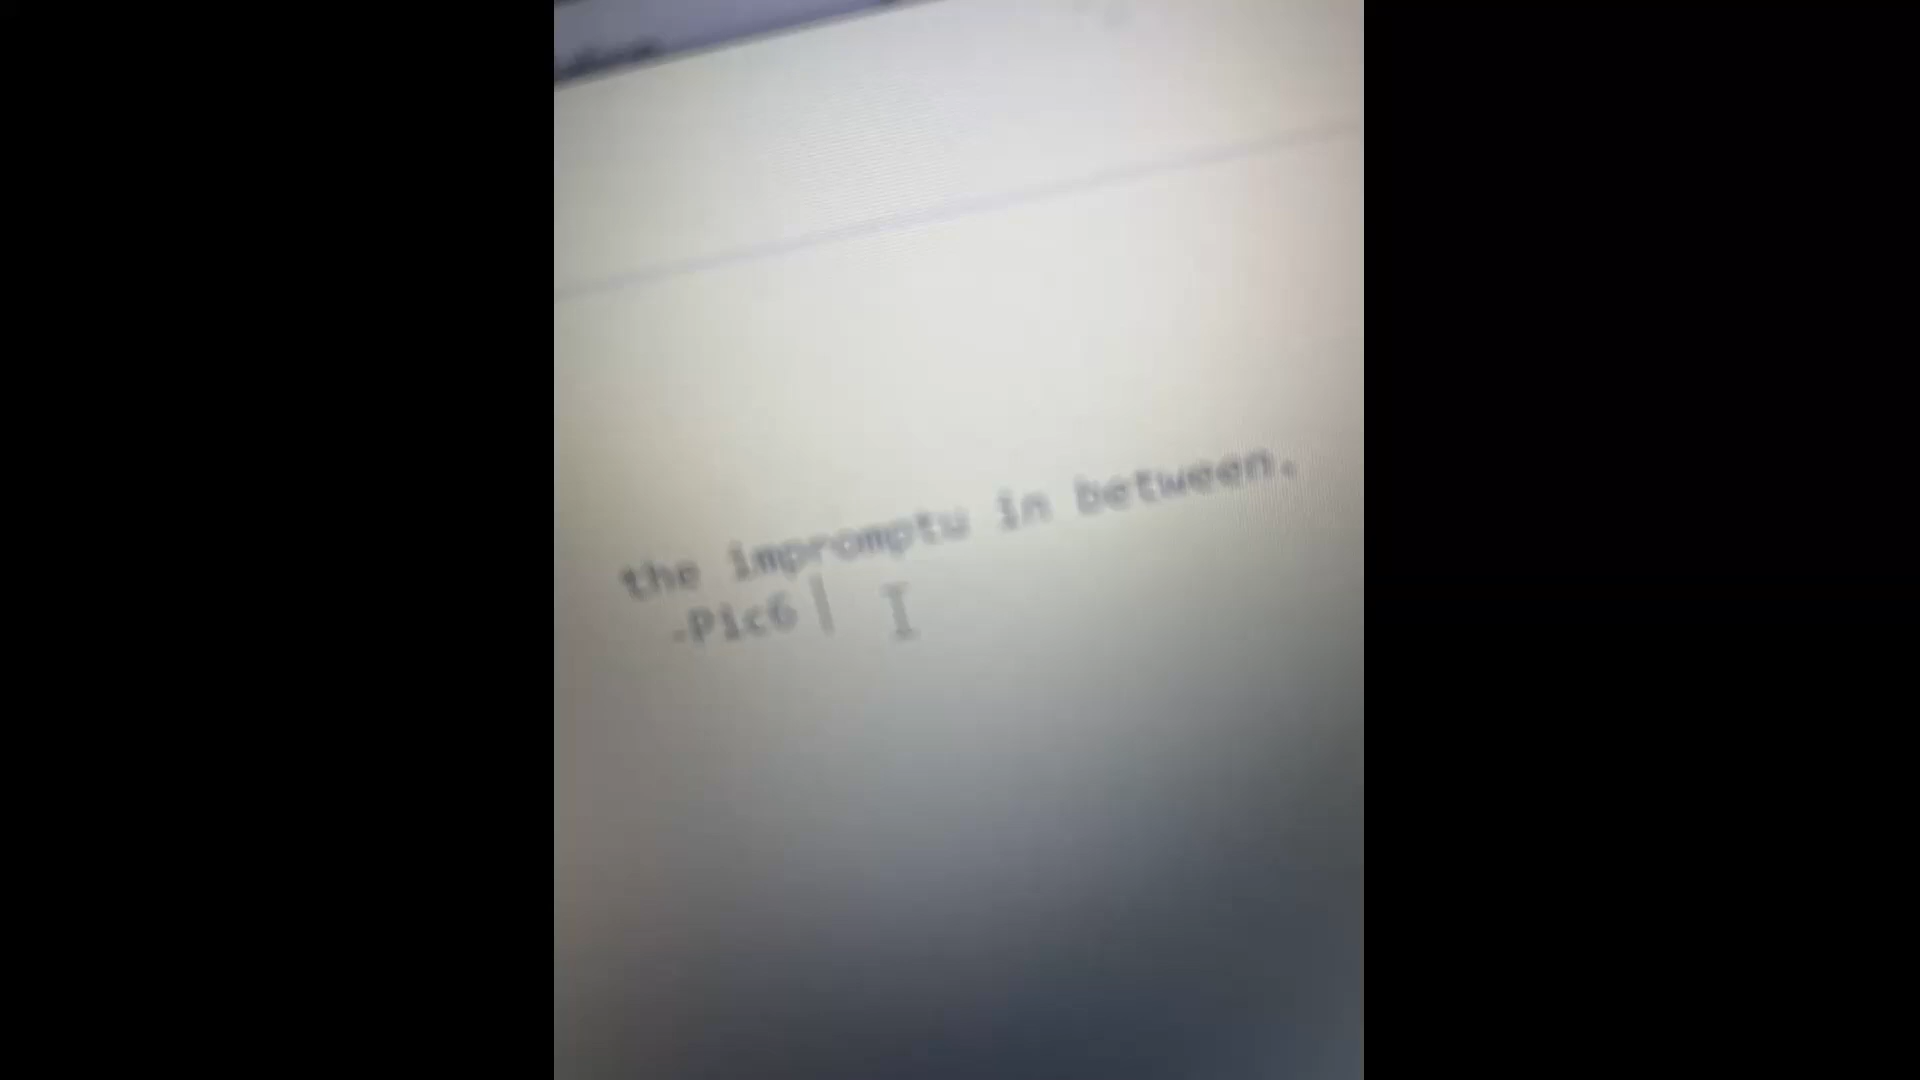 the impromptu in between.
-Pic6